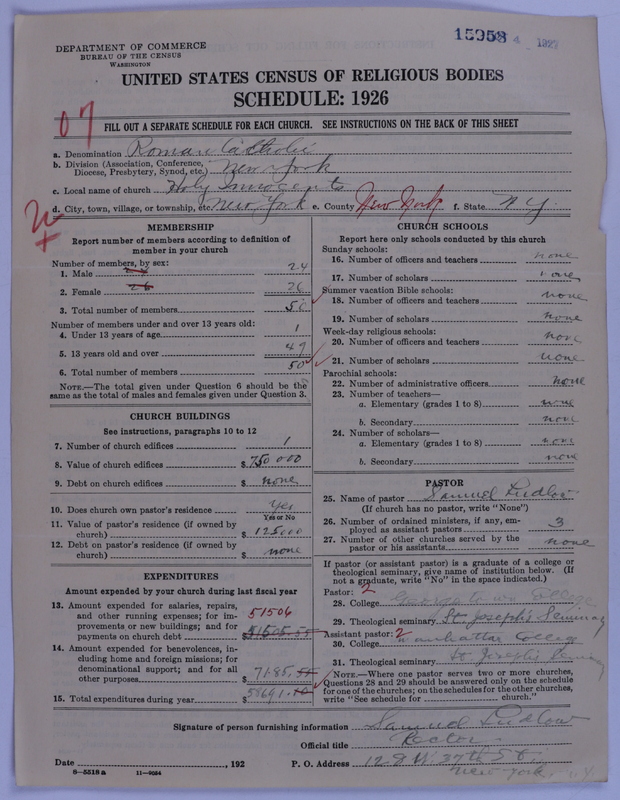 15958 4 1927
DEPARTMENT OF COMMERCE
BUREAU OF THE CENSUS
WASHINGTON
UNITED STATES CENSUS OF RELIGIOUS BODIES
SCHEDULE: 1926
07
FILL OUT A SEPARATE SCHEDULE FOR EACH CHURCH. SEE INSTRUCTIONS ON THE BACK OF THIS SHEET
a. Denomination Roman Catholic
b. Division (Association, Conference, Diocese, Presbytery, Synod, etc.) New York
c. Local name of church Holy Innocents
d. City, town, village, or township, etc. New York e. County New York f. State N Y
MEMBERSHIP
Report number of members according to definition of
member in your church
Number of members, by sex:
1. Male 24
2. Female 26
3. Total number of members 50
Number of members under and over 13 years old:
4. Under 13 years of age 1
5. 13 years old and over 49
6. Total number of members 50
NOTE.—The total given under Question 6 should be the
same as the total of males and females given under Question 3.
CHURCH BUILDINGS
See instructions, paragraphs 10 to 12
7. Number of church edifices 1
8. Value of church edifices $ 750 000
9. Debt on church edifices $ none
10. Does church own pastor's residence Yes
Yes or No
11. Value of pastor's residence (if owned by
church) $ 125000
12. Debt on pastor's residence (if owned by
church) $ none
EXPENDITURES
Amount expended by your church during last fiscal year
13. Amount expended for salaries, repairs,
and other running expenses; for im-
provements or new buildings; and for
payments on church debt 51506 $
14. Amount expended for benevolences, in-
cluding home and foreign missions; for
denominational support; and for all
other purposes $ 7185.
15. Total expenditures during year $ 58691.
CHURCH SCHOOLS
Report here only schools conducted by this church
Sunday schools:
16. Number of officers and teachers none
17. Number of scholars none
Summer vacation Bible schools:
18. Number of officers and teachers none
19. Number of scholars none
Week-day religious schools:
20. Number of officers and teachers none
21. Number of scholars none
Parochial schools:
22. Number of administrative officers none
23. Number of teachers—
a. Elementary (grades 1 to 8) none
b. Secondary none
24. Number of scholars—
a. Elementary (grades 1 to 8) none
b. Secondary none
PASTOR
25. Name of pastor Samuel Ludlow
(If church has no pastor, write "None")
26. Number of ordained ministers, if any, em-
ployed as assistant pastors 3
27. Number of other churches served by the
pastor or his assistants none
If pastor (or assistant pastor) is a graduate of a college or
theological seminary, give name of institution below. (If
not a graduate, write "No" in the space indicated.)
Pastor: 2
28. College Georgetown College
29. Theological seminary St Joseph's Seminary
Assistant pastor: 2
30. College Manhattan College
31. Theological seminary St Joseph's Seminary
NOTE.—Where one pastor serves two or more churches,
Questions 28 and 29 should be answered only on the schedule
for one of the churches; on the schedules for the other churches,
write "See schedule for church."
Signature of person furnishing information Samuel Ludlow
Official title Rector
Date , 192 P. O. Address 128 W. 37th St.
New York, N.Y.
8—5518 a 11—9034